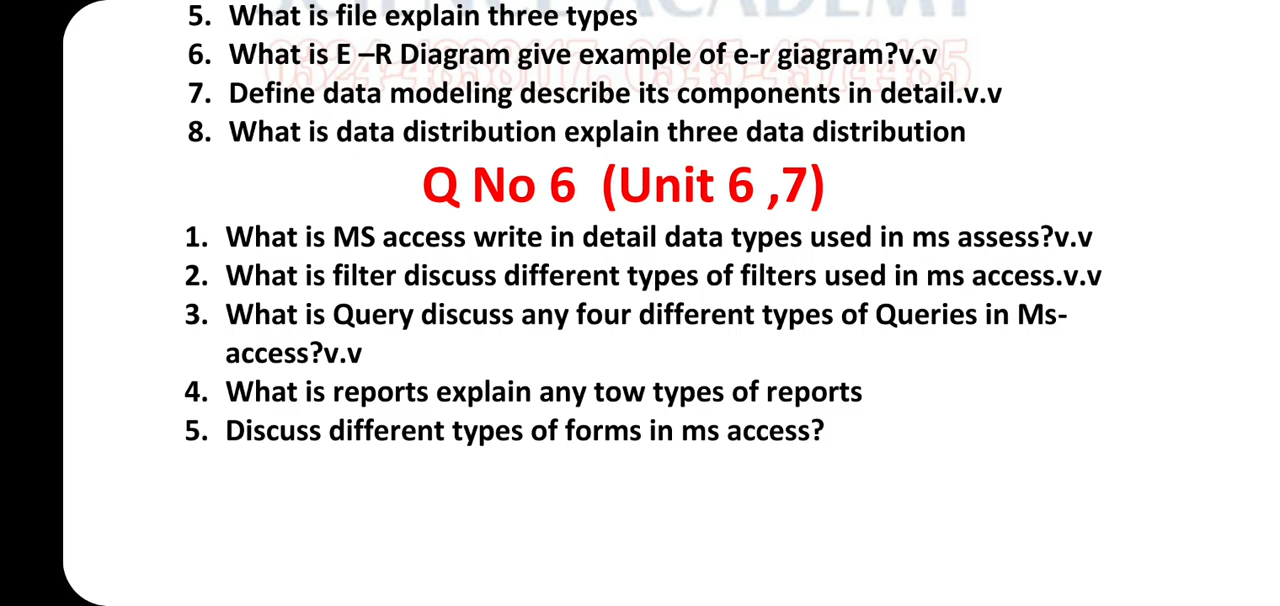 5. What is file explain three types
6. What is E –R Diagram give example of e-r giagram?v.v
7. Define data modeling describe its components in detail.v.v
8. What is data distribution explain three data distribution
Q No 6 (Unit 6 ,7)
1. What is MS access write in detail data types used in ms assess?v.v
2. What is filter discuss different types of filters used in ms access.v.v
3. What is Query discuss any four different types of Queries in Ms-
access?v.v
4. What is reports explain any tow types of reports
5. Discuss different types of forms in ms access?